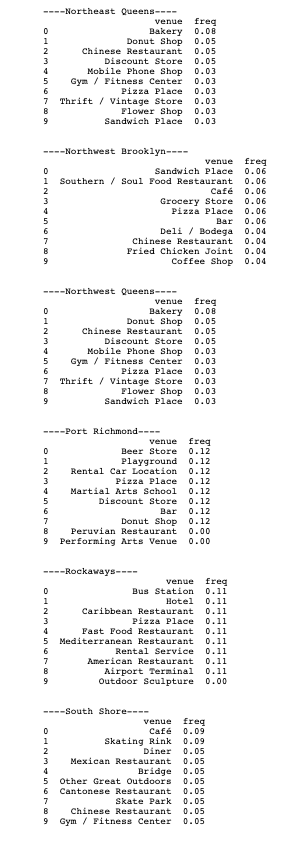 ----Northeast Queens----
venue freq
0 Bakery 0.08
1 Donut Shop 0.05
2 Chinese Restaurant 0.05
3 Discount Store 0.05
4 Mobile Phone Shop 0.03
5 Gym / Fitness Center 0.03
6 Pizza Place 0.03
7 Thrift / Vintage Store 0.03
8 Flower Shop 0.03
9 Sandwich Place 0.03
----Northwest Brooklyn----
venue freq
0 Sandwich Place 0.06
1 Southern / Soul Food Restaurant 0.06
2 Café 0.06
3 Grocery Store 0.06
4 Pizza Place 0.06
5 Bar 0.06
6 Deli / Bodega 0.04
7 Chinese Restaurant 0.04
8 Fried Chicken Joint 0.04
9 Coffee Shop 0.04
----Northwest Queens----
venue freq
0 Bakery 0.08
1 Donut Shop 0.05
2 Chinese Restaurant 0.05
3 Discount Store 0.05
4 Mobile Phone Shop 0.03
5 Gym / Fitness Center 0.03
6 Pizza Place 0.03
7 Thrift / Vintage Store 0.03
8 Flower Shop 0.03
9 Sandwich Place 0.03
----Port Richmond----
venue freq
0 Beer Store 0.12
1 Playground 0.12
2 Rental Car Location 0.12
3 Pizza Place 0.12
4 Martial Arts School 0.12
5 Discount Store 0.12
6 Bar 0.12
7 Donut Shop 0.12
8 Peruvian Restaurant 0.00
9 Performing Arts Venue 0.00
----Rockaways----
venue freq
0 Bus Station 0.11
1 Hotel 0.11
2 Caribbean Restaurant 0.11
3 Pizza Place 0.11
4 Fast Food Restaurant 0.11
5 Mediterranean Restaurant 0.11
6 Rental Service 0.11
7 American Restaurant 0.11
8 Airport Terminal 0.11
9 Outdoor Sculpture 0.00
----South Shore----
venue freq
0 Café 0.09
1 Skating Rink 0.09
2 Diner 0.05
3 Mexican Restaurant 0.05
4 Bridge 0.05
5 Other Great Outdoors 0.05
6 Cantonese Restaurant 0.05
7 Skate Park 0.05
8 Chinese Restaurant 0.05
9 Gym / Fitness Center 0.05